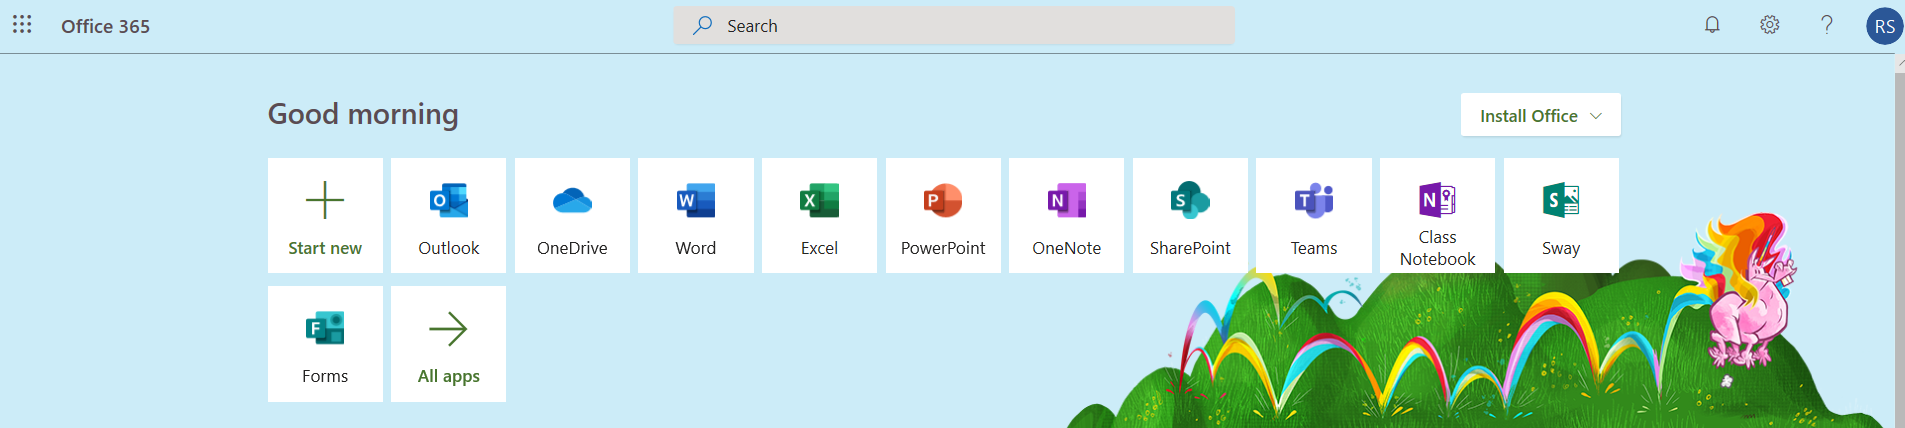 Office 365
Search
RS
Good morning
Install Office
Start new
Outlook
OneDrive
Word
Excel
PowerPoint
OneNote
SharePoint
Teams
Class
Notebook
Sway
Forms
All apps